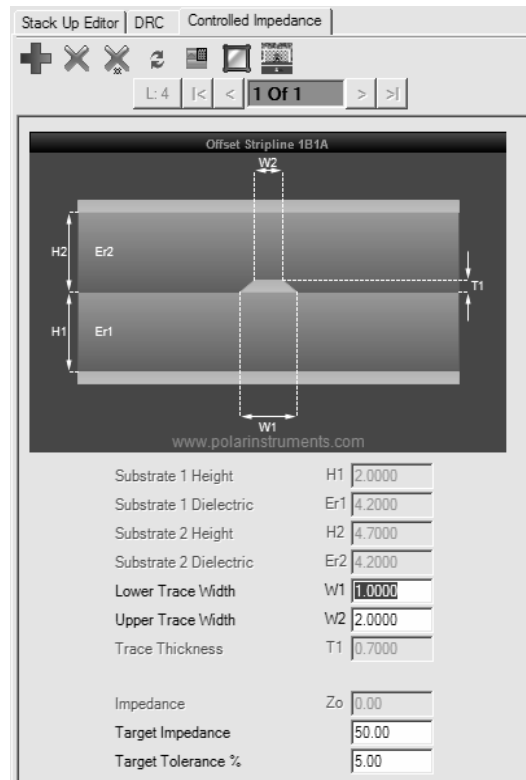 Stack Up Editor DRC Controlled Impedance
L: 4 |< < 1 Of 1 > >|
Offset Stripline 1B1A
W2
H2 Er2
T1
H1 Er1
W1
www.polarinstruments.com
Substrate 1 Height H1 2.0000
Substrate 1 Dielectric Er1 4.2000
Substrate 2 Height H2 4.7000
Substrate 2 Dielectric Er2 4.2000
Lower Trace Width W1 1.0000
Upper Trace Width W2 2.0000
Trace Thickness T1 0.7000
Impedance Zo 0.00
Target Impedance 50.00
Target Tolerance % 5.00